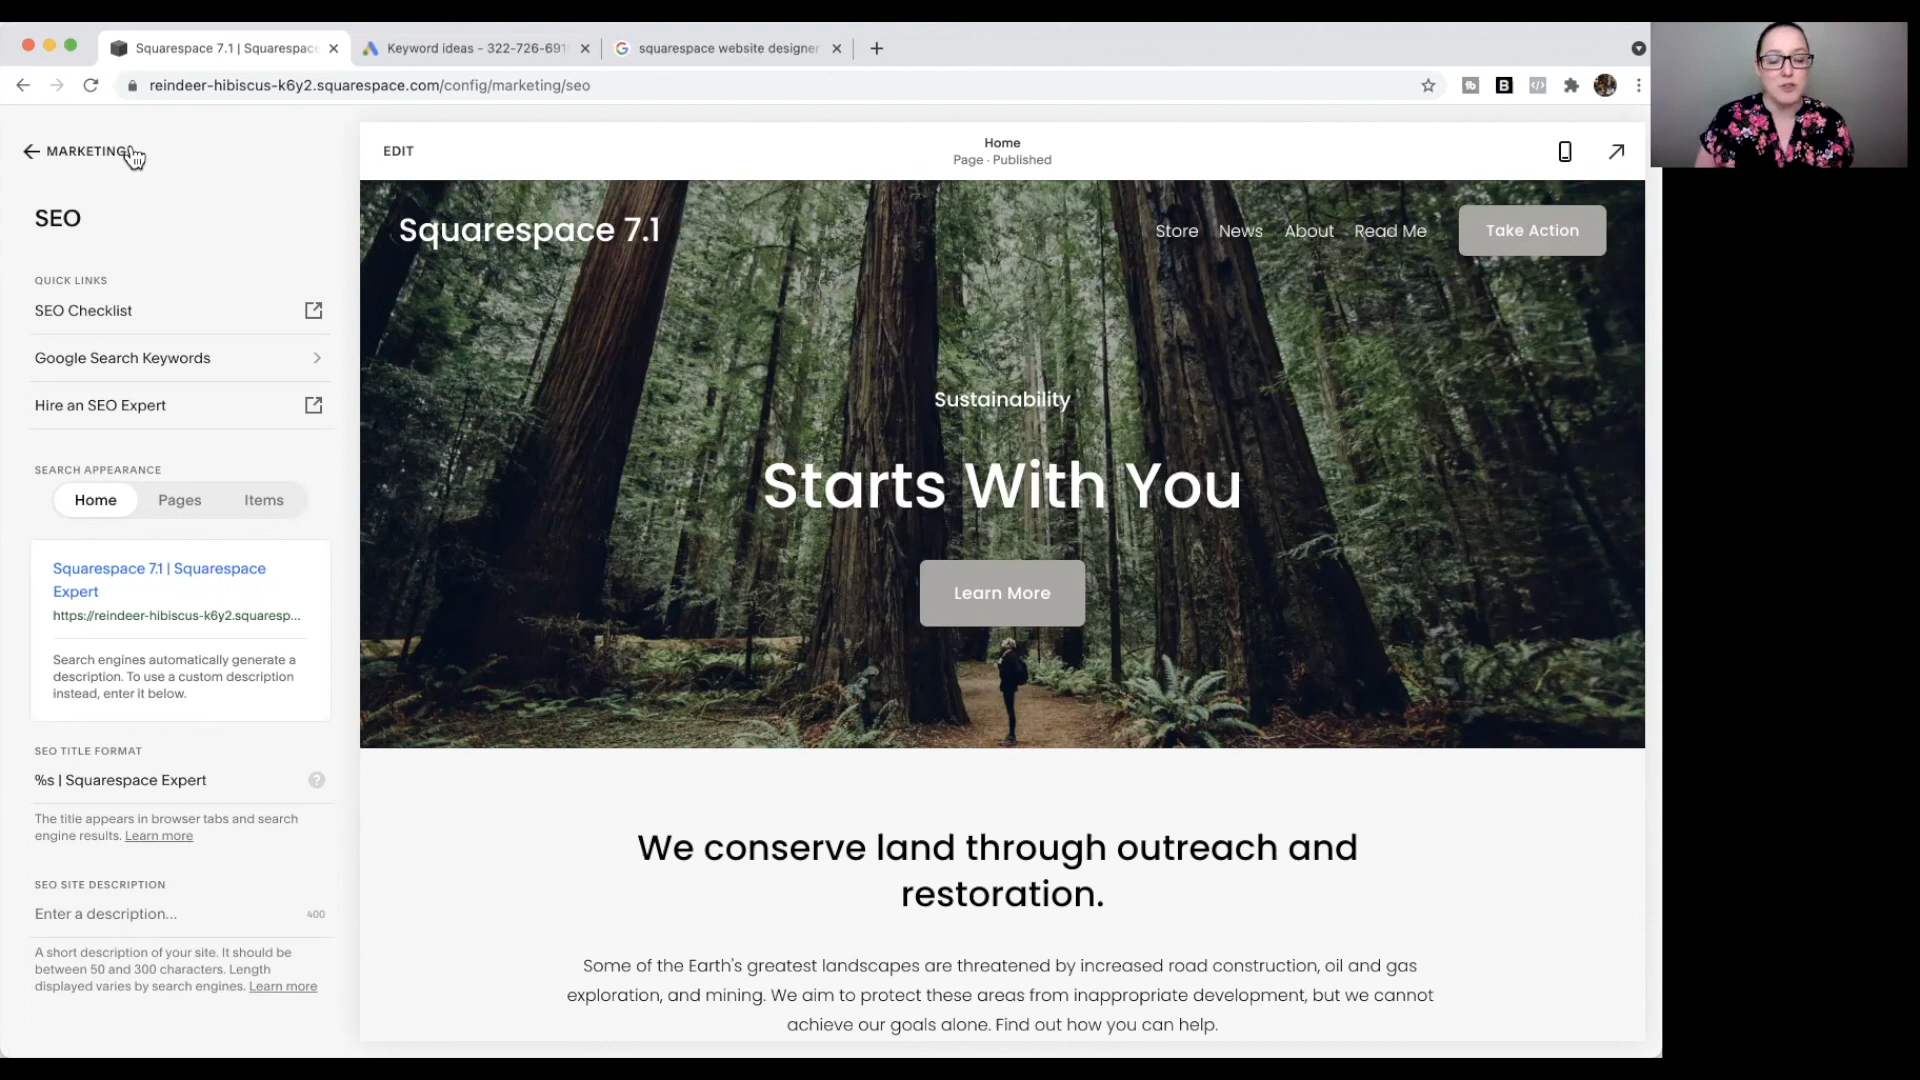 Squarespace 7.1 | Squarespace
Keyword ideas - 322-726-691
squarespace website designer
reindeer-hibiscus-k6y2.squarespace.com/config/marketing/seo
MARKETING
SEO
QUICK LINKS
SEO Checklist
Google Search Keywords
Hire an SEO Expert
SEARCH APPEARANCE
Home Pages Items
Squarespace 7.1 | Squarespace
Expert
https://reindeer-hibiscus-k6y2.squaresp...
Search engines automatically generate a
description. To use a custom description
instead, enter it below.
SEO TITLE FORMAT
%s | Squarespace Expert
?
The title appears in browser tabs and search
engine results. Learn more
SEO SITE DESCRIPTION
Enter a description... 400
A short description of your site. It should be
between 50 and 300 characters. Length
displayed varies by search engines. Learn more
EDIT
Home
Page · Published
Squarespace 7.1
Store News About Read Me Take Action
Sustainability
Starts With You
Learn More
We conserve land through outreach and
restoration.
Some of the Earth's greatest landscapes are threatened by increased road construction, oil and gas
exploration, and mining. We aim to protect these areas from inappropriate development, but we cannot
achieve our goals alone. Find out how you can help.